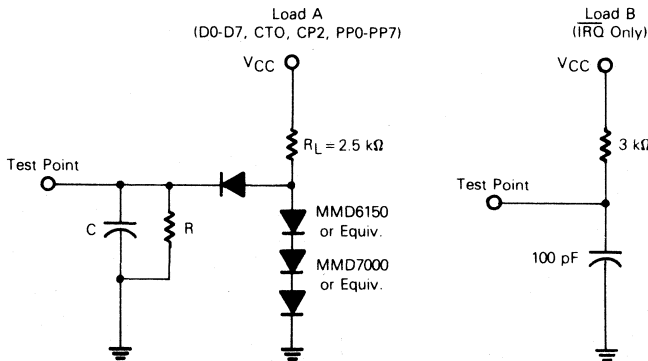 Load A
(D0-D7, CTO, CP2, PP0-PP7)
VCC
RL = 2.5 kΩ
Test Point
C
R
MMD6150
or Equiv.
MMD7000
or Equiv.
Load B
(IRQ Only)
VCC
3 kΩ
Test Point
100 pF